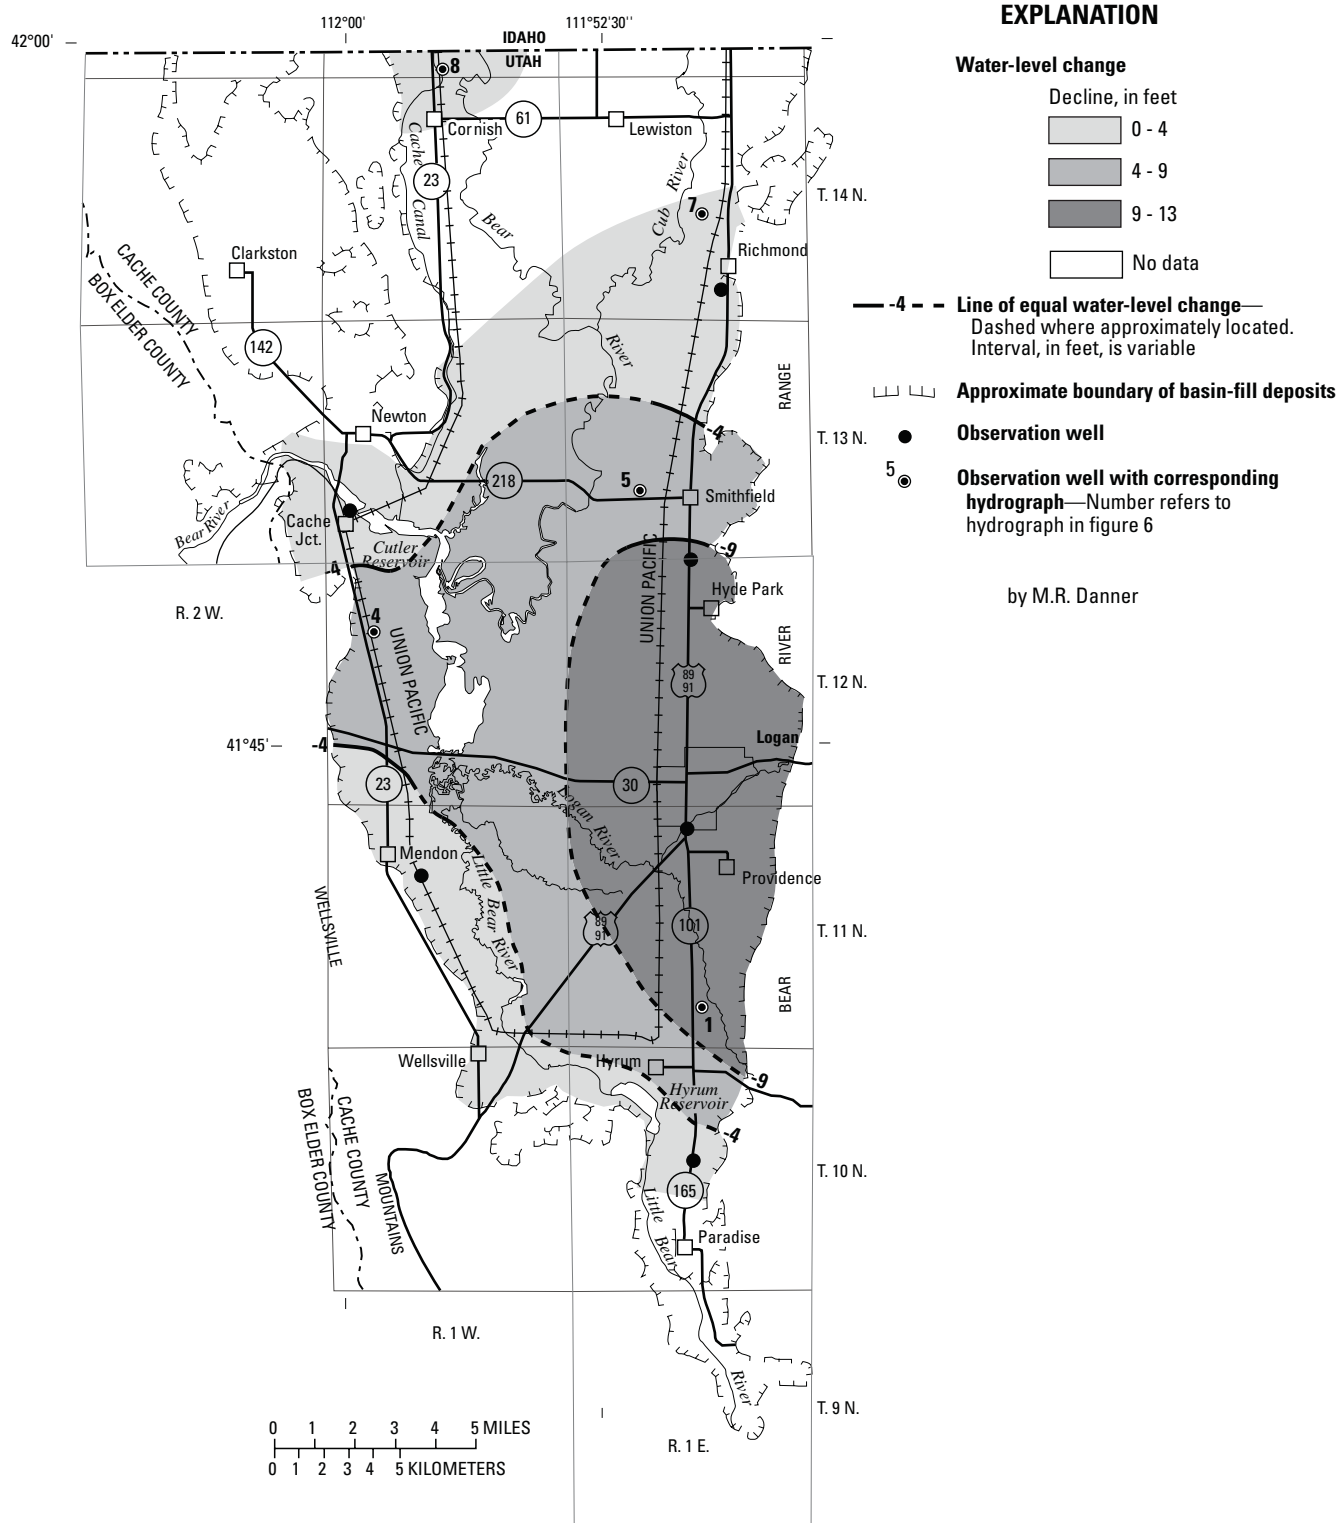 EXPLANATION
Water-level change
Decline, in feet
0 - 4
4 - 9
9 - 13
No data
-4 Line of equal water-level change—
Dashed where approximately located.
Interval, in feet, is variable
Approximate boundary of basin-fill deposits
Observation well
5 Observation well with corresponding
hydrograph—Number refers to
hydrograph in figure 6
by M.R. Danner
112°00'
111°52'30''
42°00'
IDAHO
UTAH
8
Cornish
61
Lewiston
Cache
Canal
23
Bear
River
Cub River
7
T. 14 N.
Richmond
Clarkston
CACHE COUNTY
BOX ELDER COUNTY
142
Newton
RANGE
-4
T. 13 N.
218
5
Smithfield
Bear River
Cache
Jct.
Cutler
Reservoir
-4
-9
UNION PACIFIC
Hyde Park
R. 2 W.
4
UNION PACIFIC
RIVER
89
91
T. 12 N.
41°45'
-4
Logan
23
30
Logan River
Mendon
Little Bear River
Providence
WELLSVILLE
89
91
101
T. 11 N.
BEAR
1
Wellsville
Hyrum
-9
Hyrum
Reservoir
-4
CACHE COUNTY
BOX ELDER COUNTY
MOUNTAINS
T. 10 N.
165
Little
Bear
Paradise
R. 1 W.
River
T. 9 N.
R. 1 E.
0 1 2 3 4 5 MILES
0 1 2 3 4 5 KILOMETERS